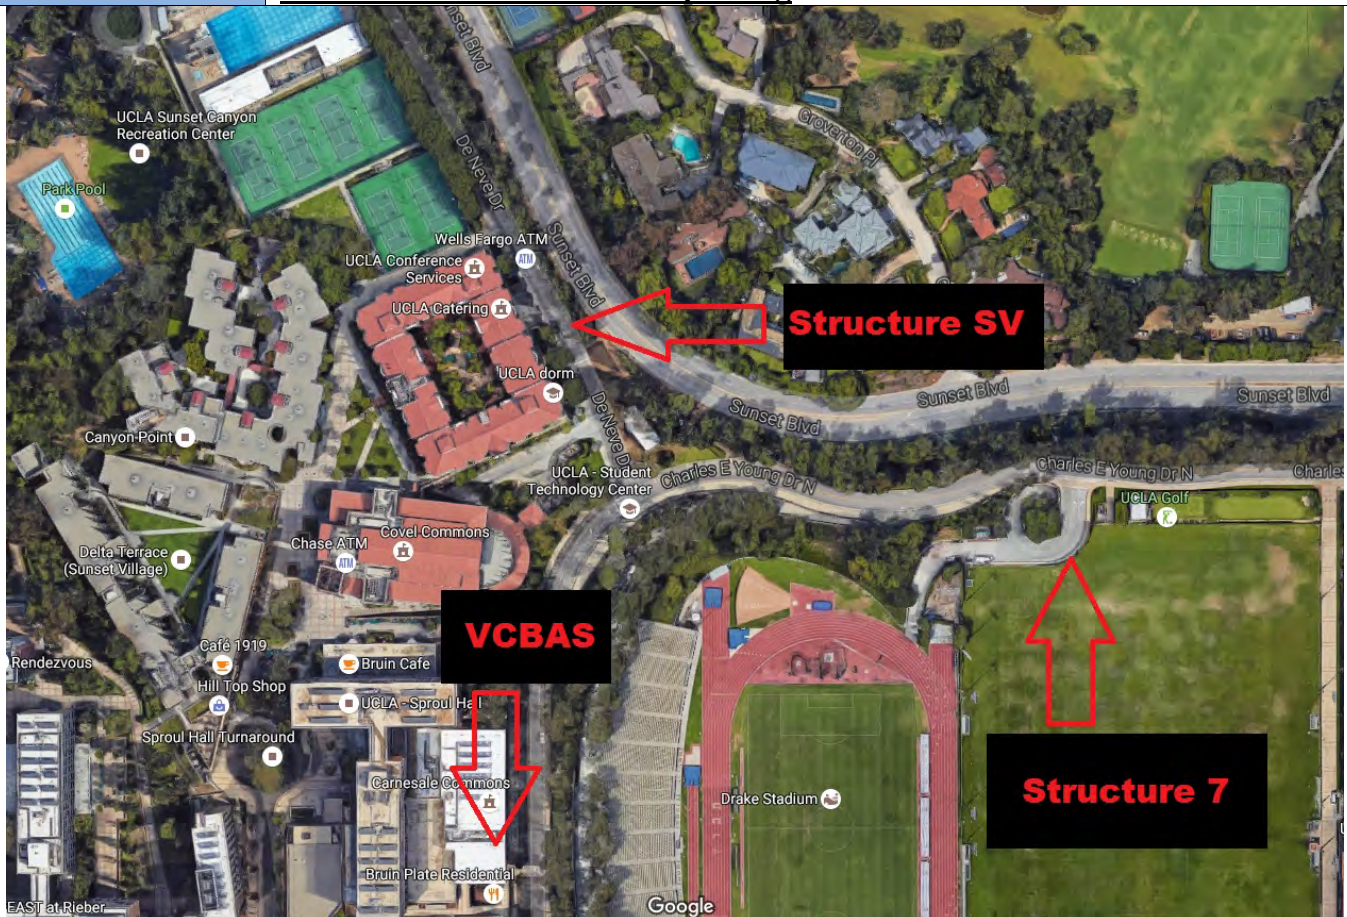 Sunset Blvd
UCLA Sunset Canyon
Recreation Center
Groverton Pl
De Neve Dr
Park Pool
Wells Fargo ATM
ATM
UCLA Conference
Services
Sunset Blvd
UCLA Catering
Structure SV
UCLA dorm
Sunset Blvd
Sunset Blvd
Sunset Blvd
De Neve Dr
Canyon Point
UCLA - Student
Technology Center
Charles E Young Dr N
Charles E Young Dr N
Charles
UCLA Golf
Chase ATM
ATM
Covel Commons
Delta Terrace
(Sunset Village)
VCBAS
Café 1919
Rendezvous
Bruin Cafe
Hill Top Shop
UCLA - Sproul Hall
Sproul Hall Turnaround
Carnesale Commons
Drake Stadium
Structure 7
Bruin Plate Residential
EAST at Rieber
Google